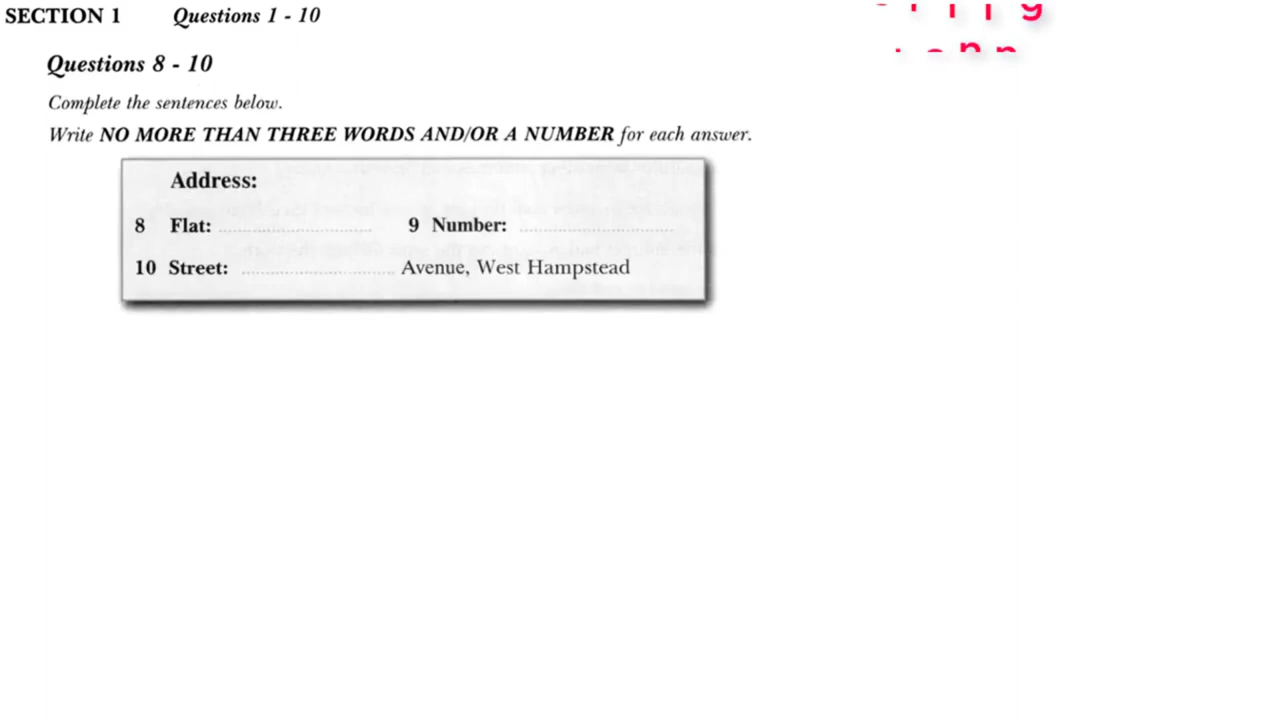 SECTION 1 Questions 1 - 10
Questions 8 - 10
Complete the sentences below.
Write NO MORE THAN THREE WORDS AND/OR A NUMBER for each answer.
Address:
8 Flat: ........................ 9 Number: ........................
10 Street: ........................ Avenue, West Hampstead